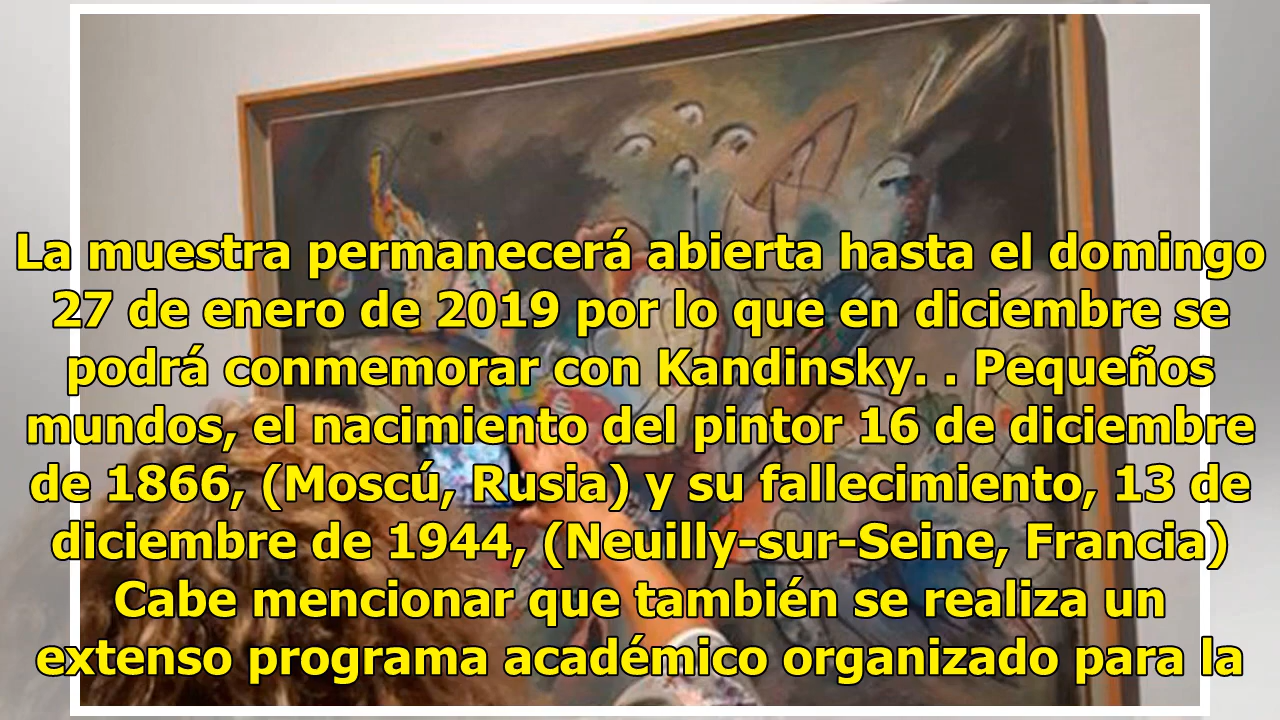 La muestra permanecerá abierta hasta el domingo
27 de enero de 2019 por lo que en diciembre se
podrá conmemorar con Kandinsky. . Pequeños
mundos, el nacimiento del pintor 16 de diciembre
de 1866, (Moscú, Rusia) y su fallecimiento, 13 de
diciembre de 1944, (Neuilly-sur-Seine, Francia)
Cabe mencionar que también se realiza un
extenso programa académico organizado para la